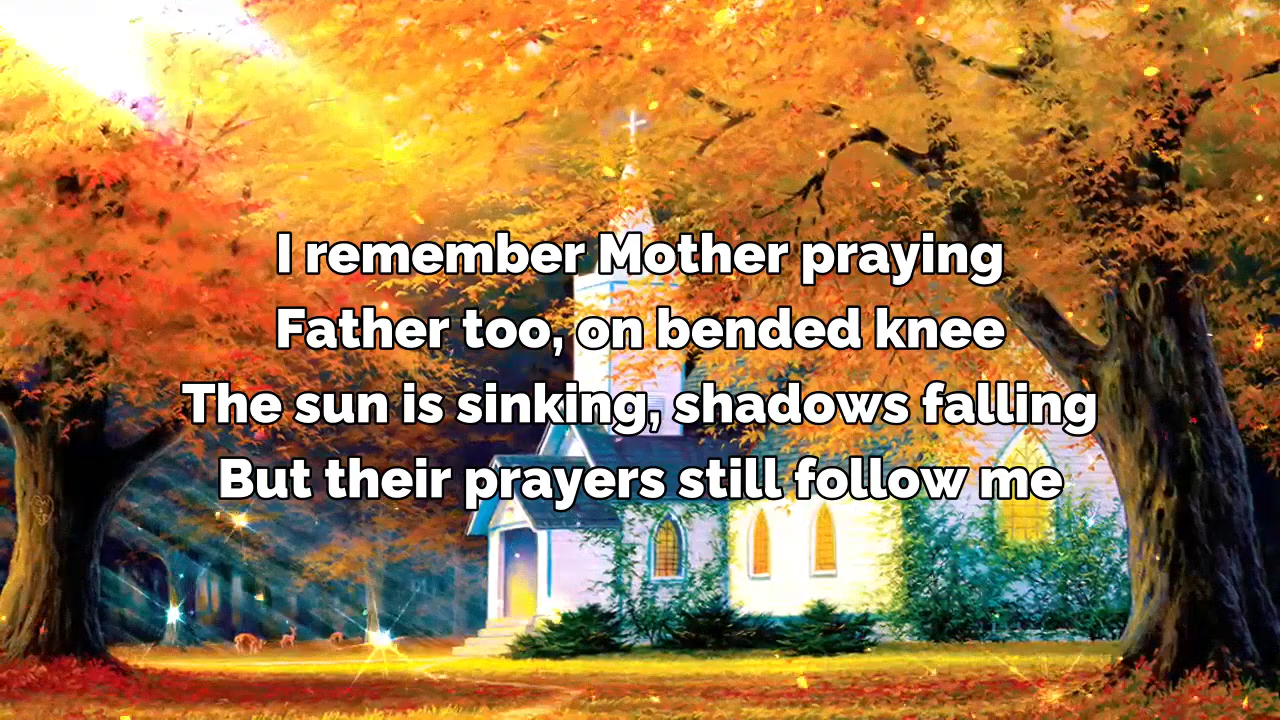 I remember Mother praying
Father too, on bended knee
The sun is sinking, shadows falling
But their prayers still follow me